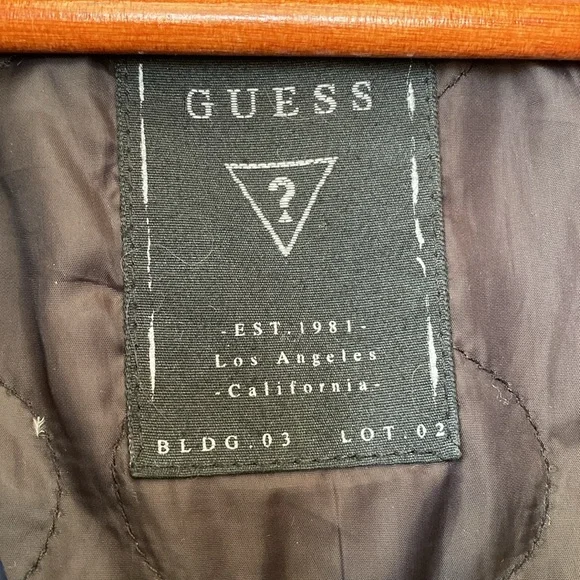 GUESS
?
-EST.1981-
Los Angeles
-California-
BLDG.03 LOT.02